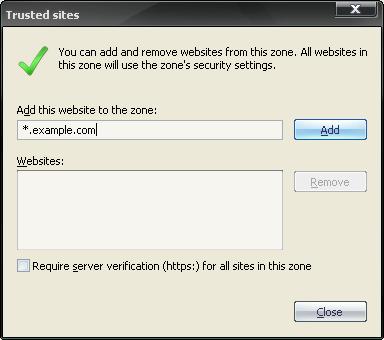 Trusted sites
You can add and remove websites from this zone. All websites in
this zone will use the zone's security settings.
Add this website to the zone:
*.example.com
Add
Websites:
Remove
Require server verification (https:) for all sites in this zone
Close